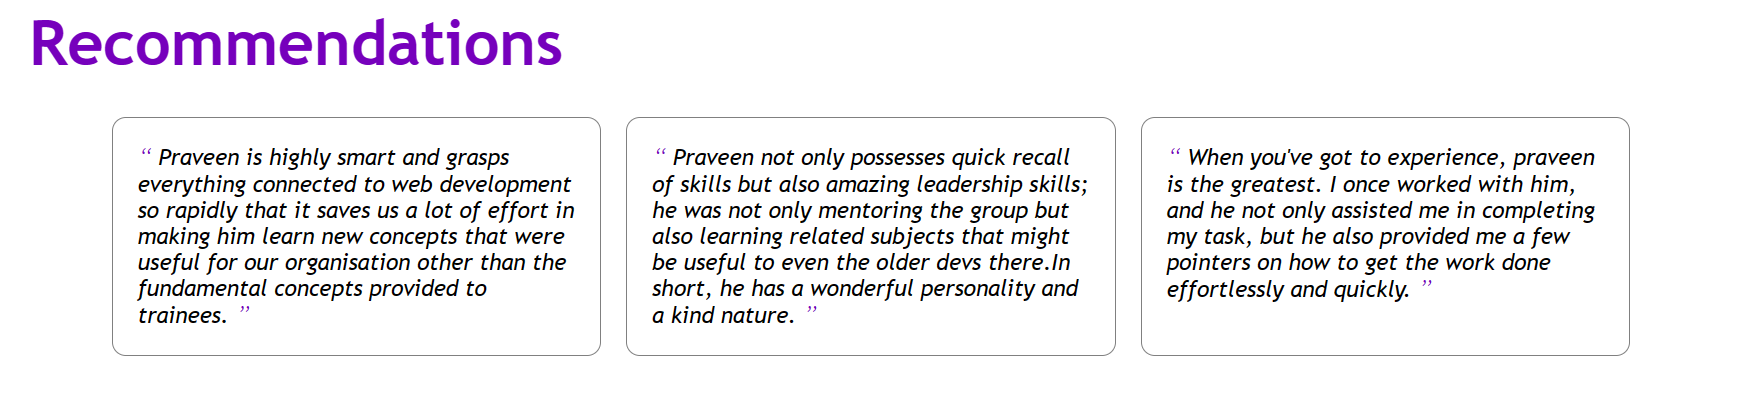 Recommendations
“ Praveen is highly smart and grasps
everything connected to web development
so rapidly that it saves us a lot of effort in
making him learn new concepts that were
useful for our organisation other than the
fundamental concepts provided to
trainees. ”
“ Praveen not only possesses quick recall
of skills but also amazing leadership skills;
he was not only mentoring the group but
also learning related subjects that might
be useful to even the older devs there.In
short, he has a wonderful personality and
a kind nature. ”
“ When you've got to experience, praveen
is the greatest. I once worked with him,
and he not only assisted me in completing
my task, but he also provided me a few
pointers on how to get the work done
effortlessly and quickly. ”